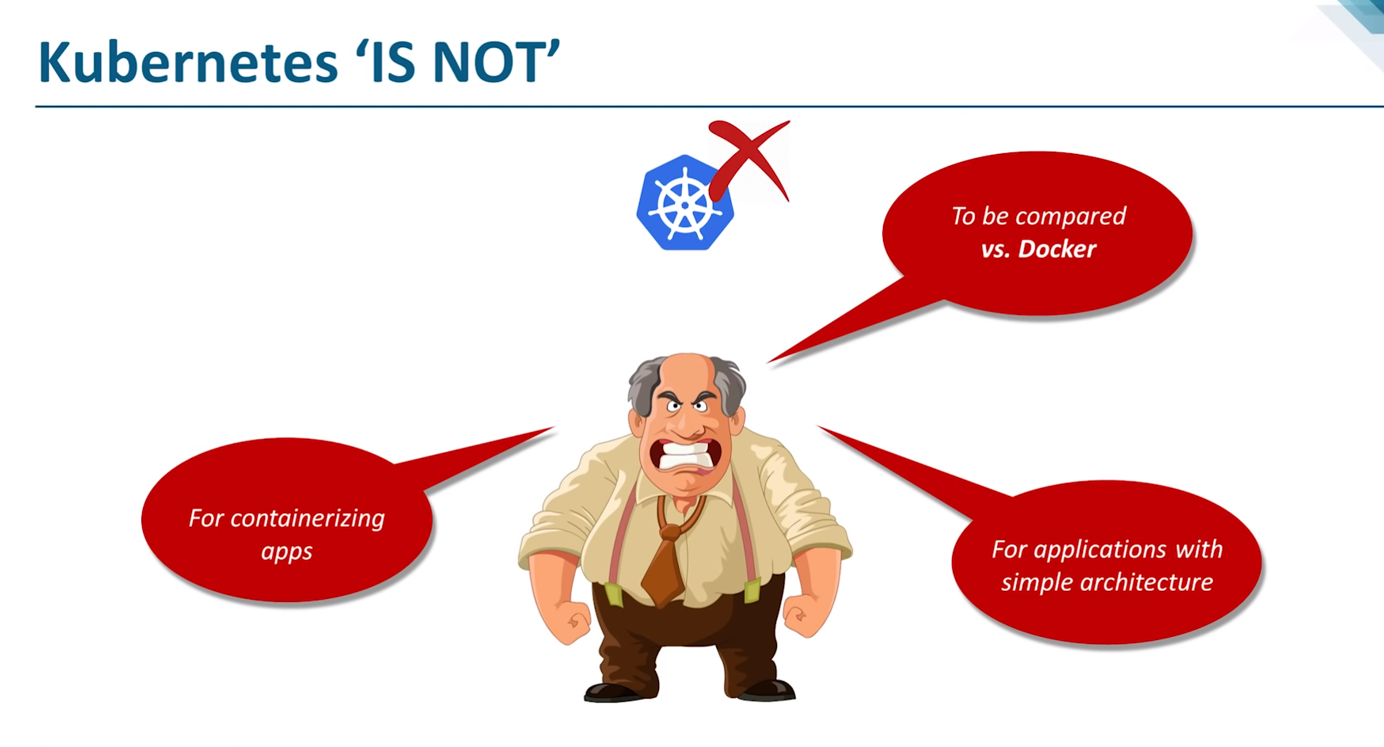 Kubernetes ‘IS NOT’
To be compared
vs. Docker
For containerizing
apps
For applications with
simple architecture